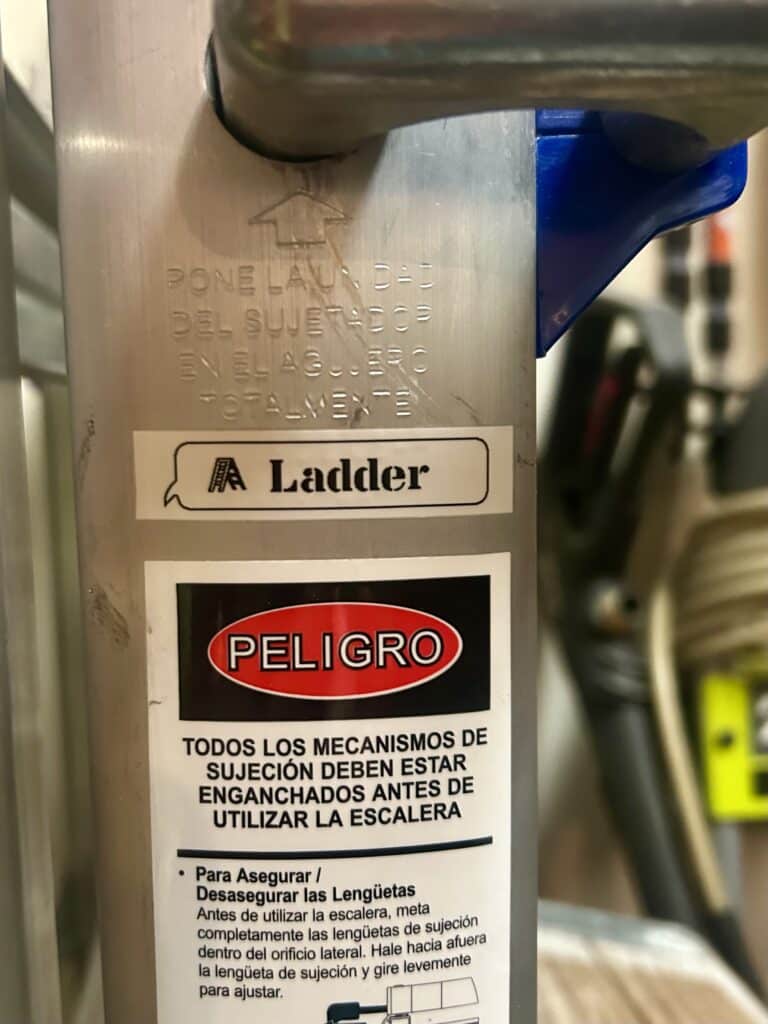 PONE LA UNIDAD
DEL SUJETADOR
EN EL AGUJERO
TOTALMENTE
Ladder
PELIGRO
TODOS LOS MECANISMOS DE
SUJECIÓN DEBEN ESTAR
ENGANCHADOS ANTES DE
UTILIZAR LA ESCALERA
• Para Asegurar /
Desasegurar las Lengüetas
Antes de utilizar la escalera, meta
completamente las lengüetas de sujeción
dentro del orificio lateral. Hale hacia afuera
la lengüeta de sujeción y gire levemente
para ajustar.